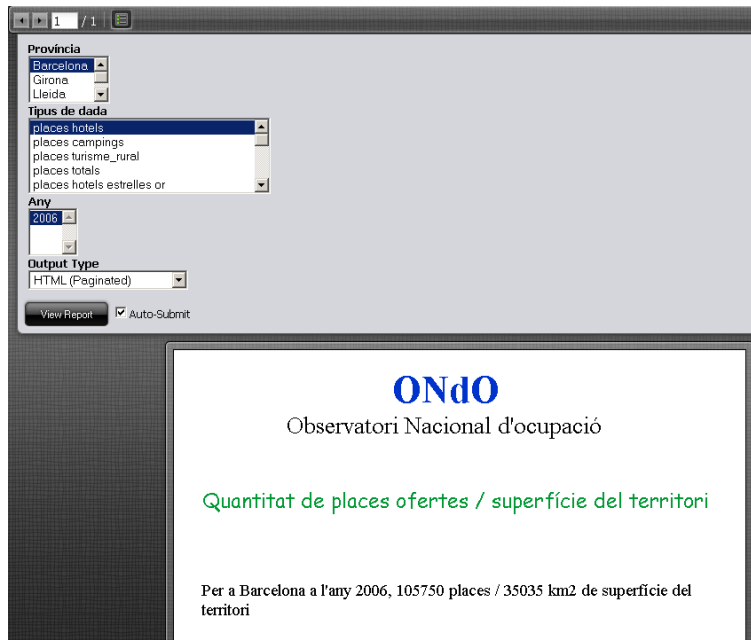 1 / 1
Província
Barcelona
Girona
Lleida
Tipus de dada
places hotels
places campings
places turisme_rural
places totals
places hotels estrelles or
Any
2006
Output Type
HTML (Paginated)
View Report Auto-Submit
ONdO
Observatori Nacional d'ocupació
Quantitat de places ofertes / superfície del territori
Per a Barcelona a l'any 2006, 105750 places / 35035 km2 de superfície del
territori